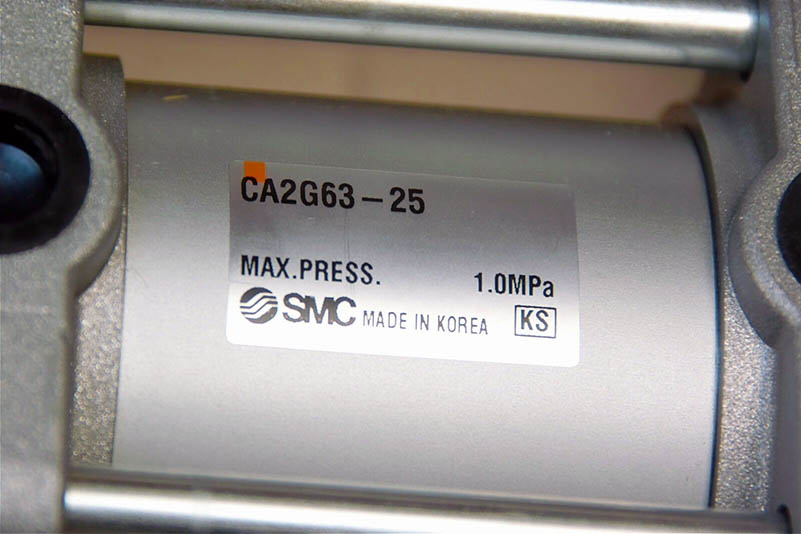 CA2G63-25
MAX.PRESS. 1.0MPa
SMC MADE IN KOREA KS